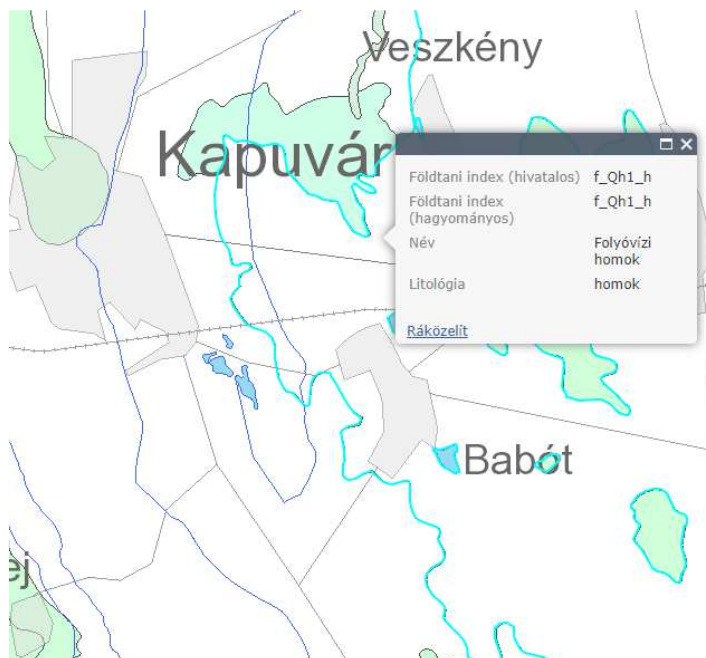 Veszkény
Kapuvár
Földtani index (hivatalos) f_Qh1_h
Földtani index f_Qh1_h
(hagyományos)
Név Folyóvízi
homok
Litológia homok
Ráközelít
Babót
ej